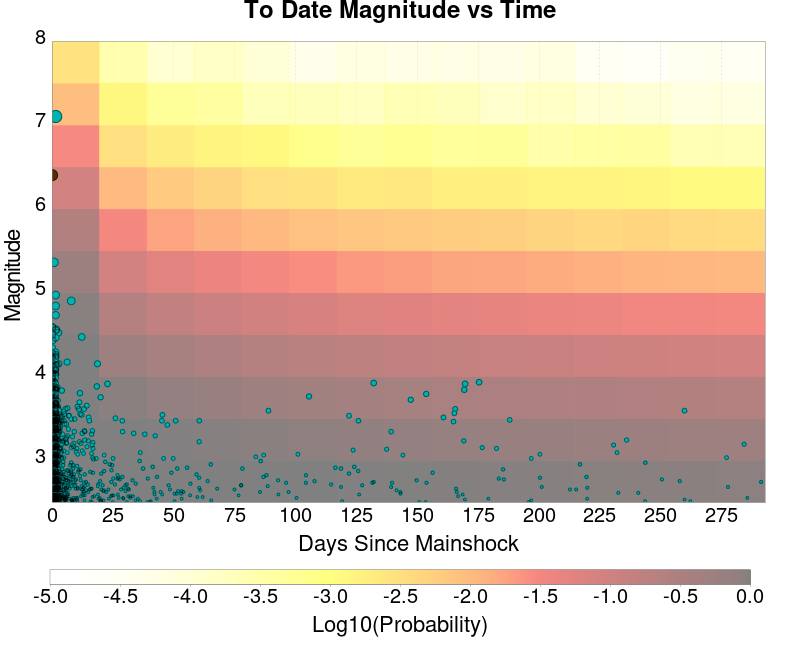 To Date Magnitude vs Time
8
7
6
5
4
3
Magnitude
0 25 50 75 100 125 150 175 200 225 250 275
Days Since Mainshock
-5.0 -4.5 -4.0 -3.5 -3.0 -2.5 -2.0 -1.5 -1.0 -0.5 0.0
Log10(Probability)